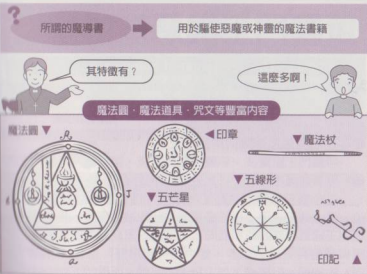 ?
所謂的魔導書
用於驅使惡魔或神靈的魔法書籍
其特徵有？
這麼多啊！
魔法圓、魔法道具、咒文等豐富內容
魔法圓▼
◀印章
▼魔法杖
▼五芒星
▼五線形
印記 ▲